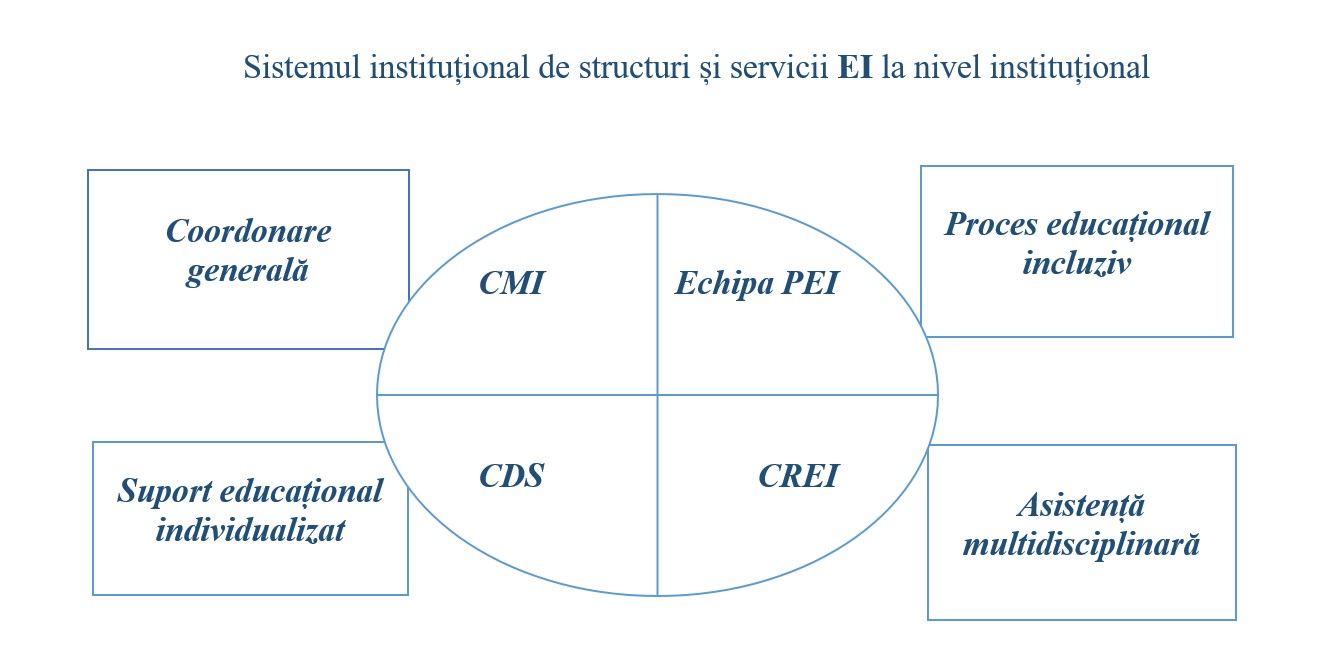 Sistemul instituțional de structuri și servicii EI la nivel instituțional
Coordonare
generală
CMI
Echipa PEI
Proces educațional
incluziv
Suport educațional
individualizat
CDS
CREI
Asistență
multidisciplinară